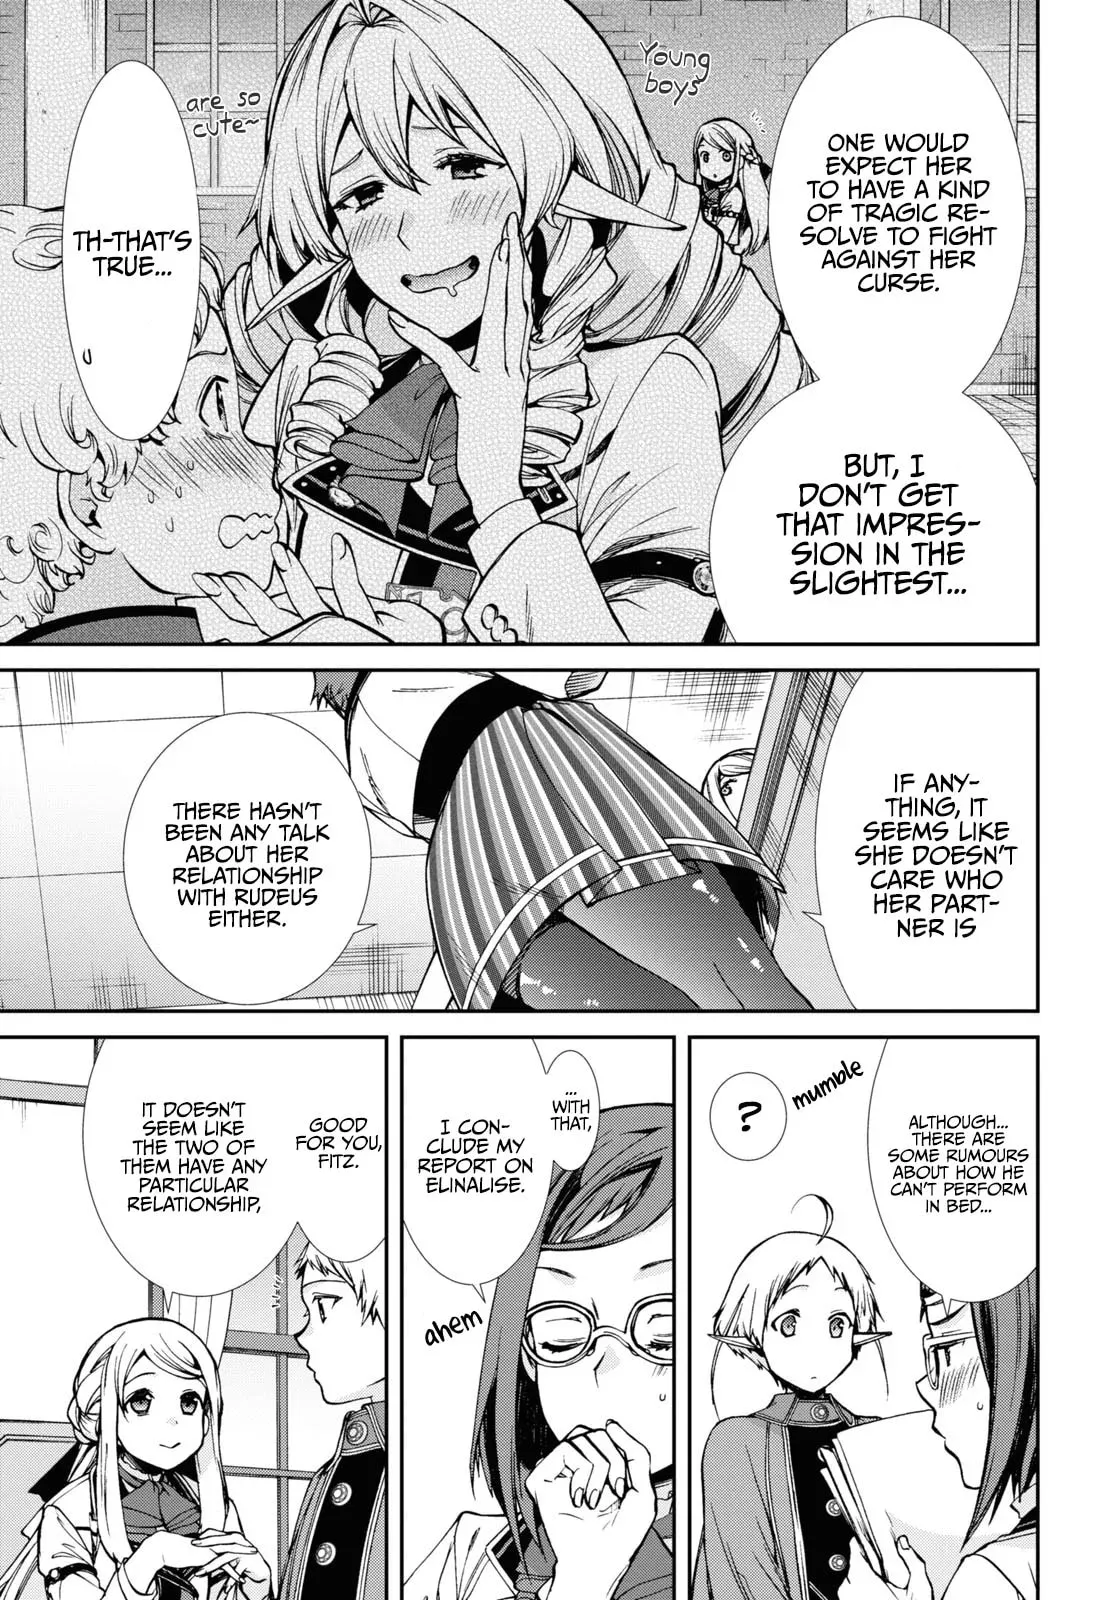 ONE WOULD
EXPECT HER
TO HAVE A KIND
OF TRAGIC RE-
SOLVE TO FIGHT
AGAINST HER
CURSE.
Young
boys
are so
cute~
BUT, I
DON'T GET
THAT IMPRES-
SION IN THE
SLIGHTEST...
TH-THAT'S
TRUE...
IF ANY-
THING, IT
SEEMS LIKE
SHE DOESN'T
CARE WHO
HER PART-
NER IS
THERE HASN'T
BEEN ANY TALK
ABOUT HER
RELATIONSHIP
WITH RUDEUS
EITHER.
ALTHOUGH...
THERE ARE
SOME RUMOURS
ABOUT HOW HE
CAN'T PERFORM
IN BED...
mumble
?
...
WITH
THAT,
I CON-
CLUDE MY
REPORT ON
ELINALISE.
ahem
GOOD
FOR YOU,
FITZ.
IT DOESN'T
SEEM LIKE
THE TWO OF
THEM HAVE ANY
PARTICULAR
RELATIONSHIP,